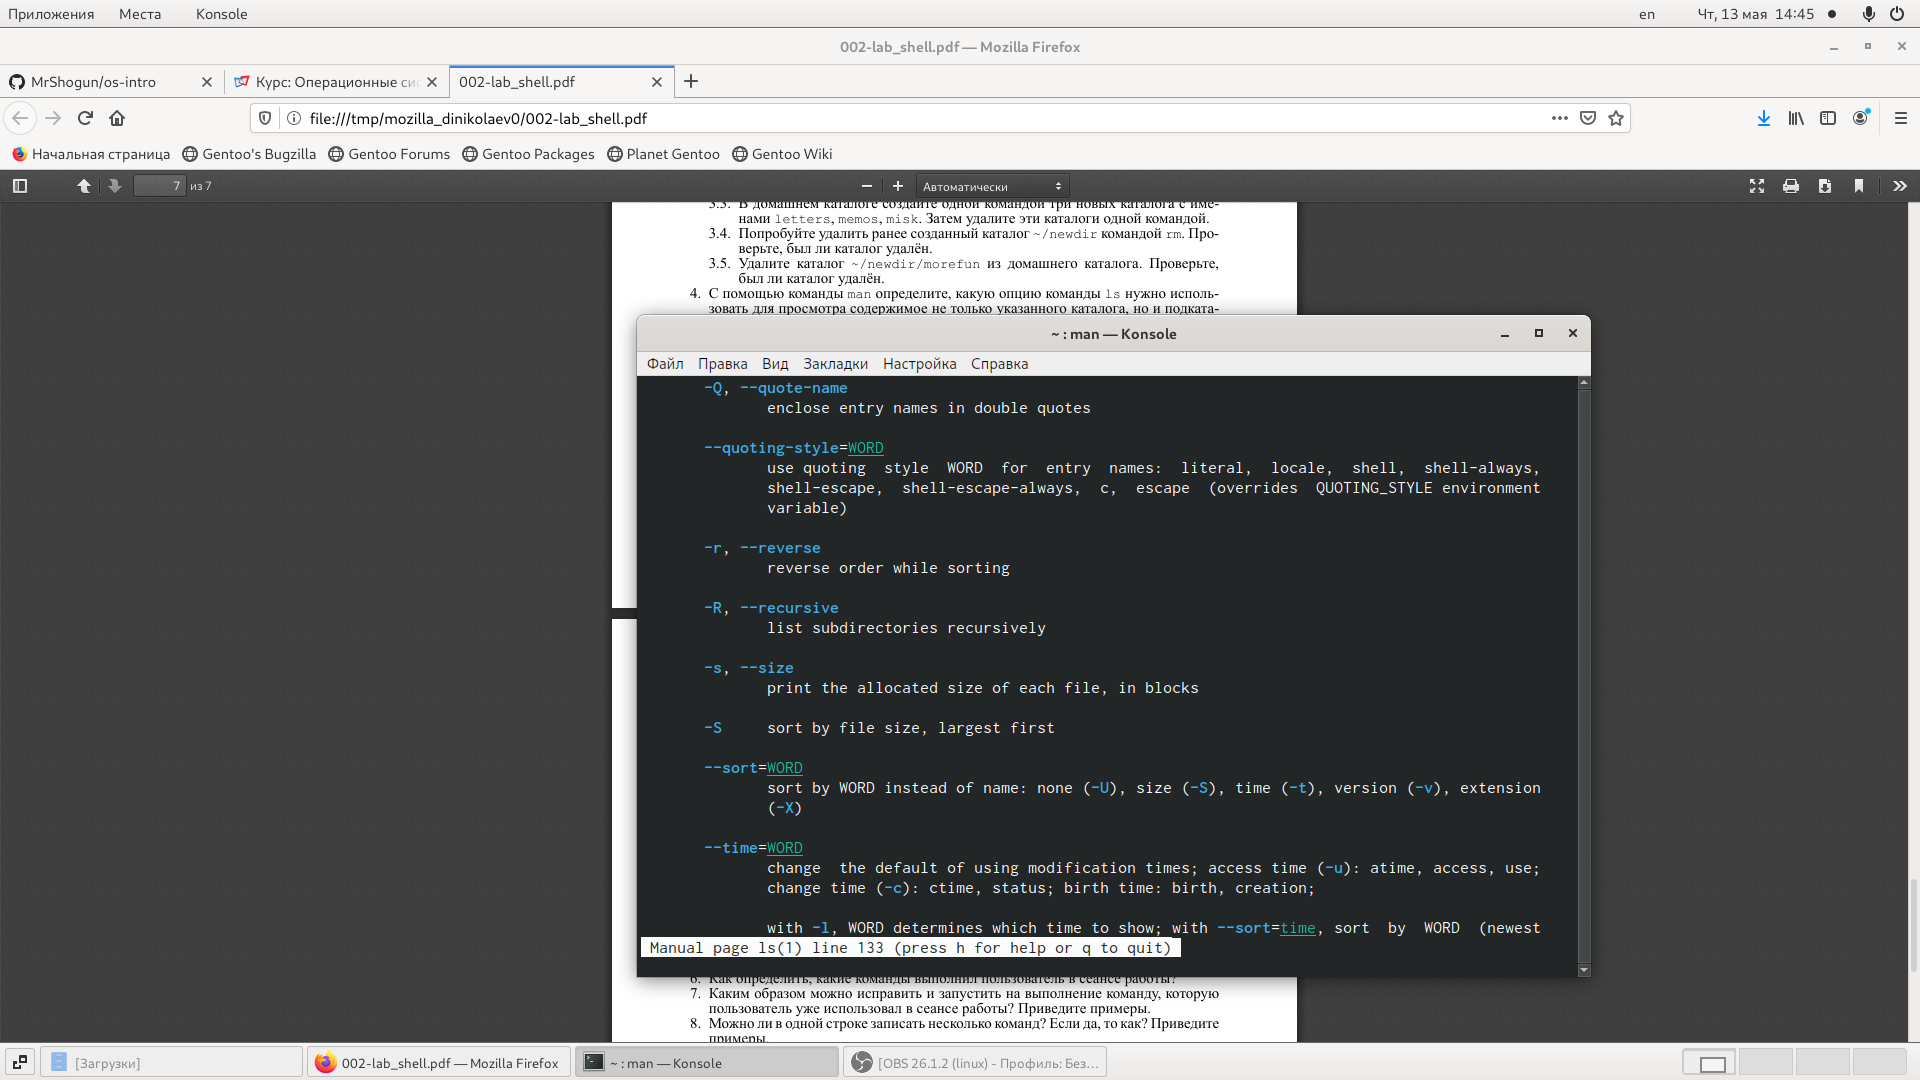 Приложения Места Konsole en Чт, 13 мая 14:45
002-lab_shell.pdf — Mozilla Firefox
MrShogun/os-intro Курс: Операционные си 002-lab_shell.pdf
file:///tmp/mozilla_dinikolaev0/002-lab_shell.pdf
Начальная страница Gentoo's Bugzilla Gentoo Forums Gentoo Packages Planet Gentoo Gentoo Wiki
7 из 7 Автоматически
3.3. В домашнем каталоге создайте одной командой три новых каталога с име-
нами letters, memos, misk. Затем удалите эти каталоги одной командой.
3.4. Попробуйте удалить ранее созданный каталог ~/newdir командой rm. Про-
верьте, был ли каталог удалён.
3.5. Удалите каталог ~/newdir/morefun из домашнего каталога. Проверьте,
был ли каталог удалён.
4. С помощью команды man определите, какую опцию команды ls нужно исполь-
зовать для просмотра содержимое не только указанного каталога, но и подката-
~ : man — Konsole
Файл Правка Вид Закладки Настройка Справка
-Q, --quote-name
enclose entry names in double quotes
--quoting-style=WORD
use quoting style WORD for entry names: literal, locale, shell, shell-always,
shell-escape, shell-escape-always, c, escape (overrides QUOTING_STYLE environment
variable)
-r, --reverse
reverse order while sorting
-R, --recursive
list subdirectories recursively
-s, --size
print the allocated size of each file, in blocks
-S sort by file size, largest first
--sort=WORD
sort by WORD instead of name: none (-U), size (-S), time (-t), version (-v), extension
(-X)
--time=WORD
change the default of using modification times; access time (-u): atime, access, use;
change time (-c): ctime, status; birth time: birth, creation;
with -l, WORD determines which time to show; with --sort=time, sort by WORD (newest
Manual page ls(1) line 133 (press h for help or q to quit)
6. Как определить, какие команды выполнил пользователь в сеансе работы?
7. Каким образом можно исправить и запустить на выполнение команду, которую
пользователь уже использовал в сеансе работы? Приведите примеры.
8. Можно ли в одной строке записать несколько команд? Если да, то как? Приведите
примеры.
[Загрузки] 002-lab_shell.pdf — Mozilla Firefox ~ : man — Konsole [OBS 26.1.2 (linux) - Профиль: Без...